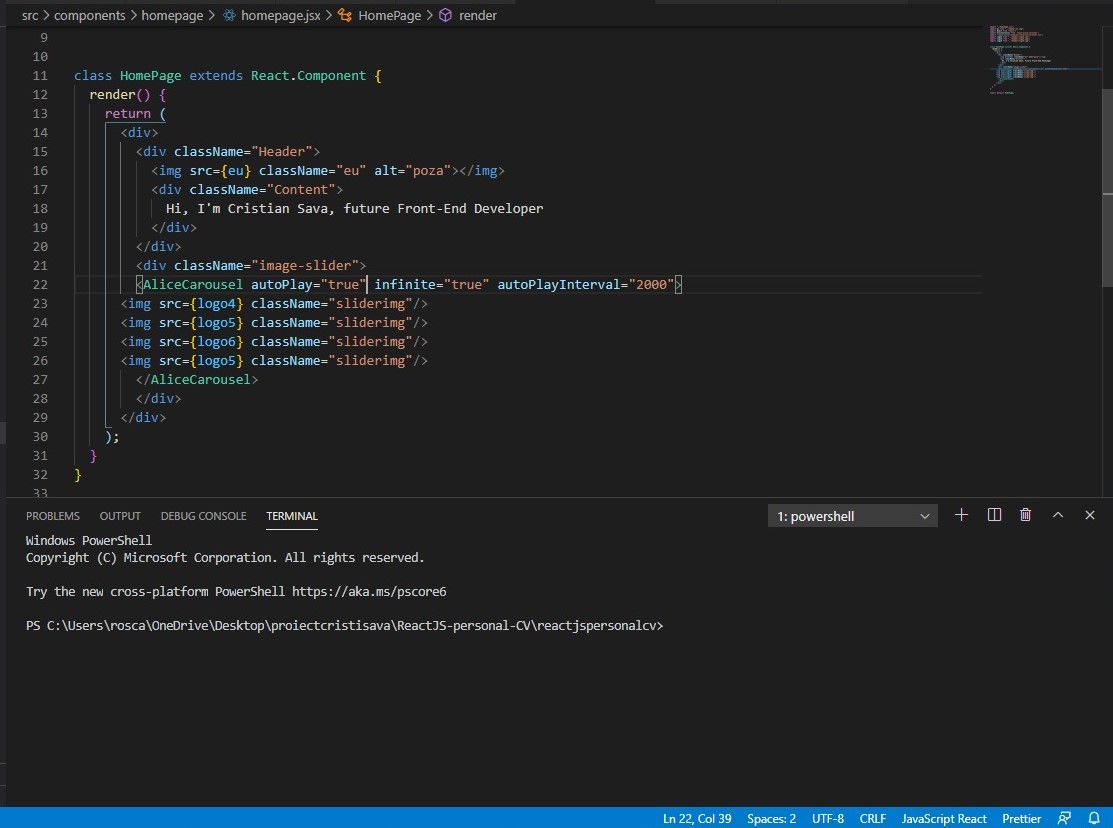 src > components > homepage > homepage.jsx > HomePage > render
9
10
11 class HomePage extends React.Component {
12 render() {
13 return (
14 <div>
15 <div className="Header">
16 <img src={eu} className="eu" alt="poza"></img>
17 <div className="Content">
18 Hi, I'm Cristian Sava, future Front-End Developer
19 </div>
20 </div>
21 <div className="image-slider">
22 <AliceCarousel autoPlay="true" infinite="true" autoPlayInterval="2000">
23 <img src={logo4} className="sliderimg"/>
24 <img src={logo5} className="sliderimg"/>
25 <img src={logo6} className="sliderimg"/>
26 <img src={logo5} className="sliderimg"/>
27 </AliceCarousel>
28 </div>
29 </div>
30 );
31 }
32 }
33
PROBLEMS OUTPUT DEBUG CONSOLE TERMINAL 1: powershell
Windows PowerShell
Copyright (C) Microsoft Corporation. All rights reserved.
Try the new cross-platform PowerShell https://aka.ms/pscore6
PS C:\Users\rosca\OneDrive\Desktop\proiectcristisava\ReactJS-personal-CV\reactjspersonalcv>
Ln 22, Col 39 Spaces: 2 UTF-8 CRLF JavaScript React Prettier